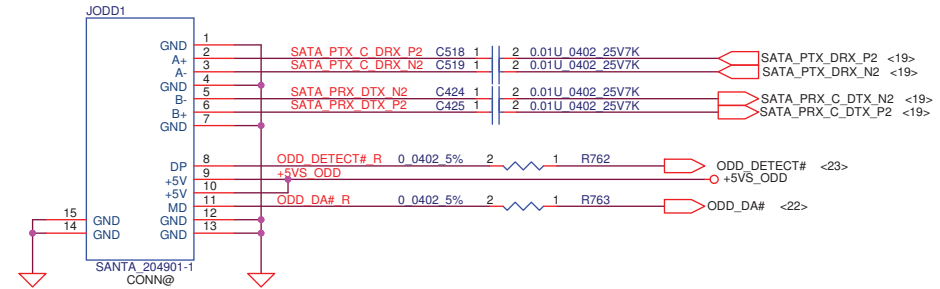 JODD1
GND 1
A+ 2 SATA_PTX_C_DRX_P2 C518 1 2 0.01U_0402_25V7K SATA_PTX_DRX_P2 <19>
A- 3 SATA_PTX_C_DRX_N2 C519 1 2 0.01U_0402_25V7K SATA_PTX_DRX_N2 <19>
GND 4
B- 5 SATA_PRX_DTX_N2 C424 1 2 0.01U_0402_25V7K SATA_PRX_C_DTX_N2 <19>
B+ 6 SATA_PRX_DTX_P2 C425 1 2 0.01U_0402_25V7K SATA_PRX_C_DTX_P2 <19>
GND 7
DP 8 ODD_DETECT#_R 0_0402_5% 2 1 R762 ODD_DETECT# <23>
+5V 9 +5VS_ODD +5VS_ODD
+5V 10
MD 11 ODD_DA#_R 0_0402_5% 2 1 R763 ODD_DA# <22>
15 GND GND 12
14 GND GND 13
SANTA_204901-1
CONN@